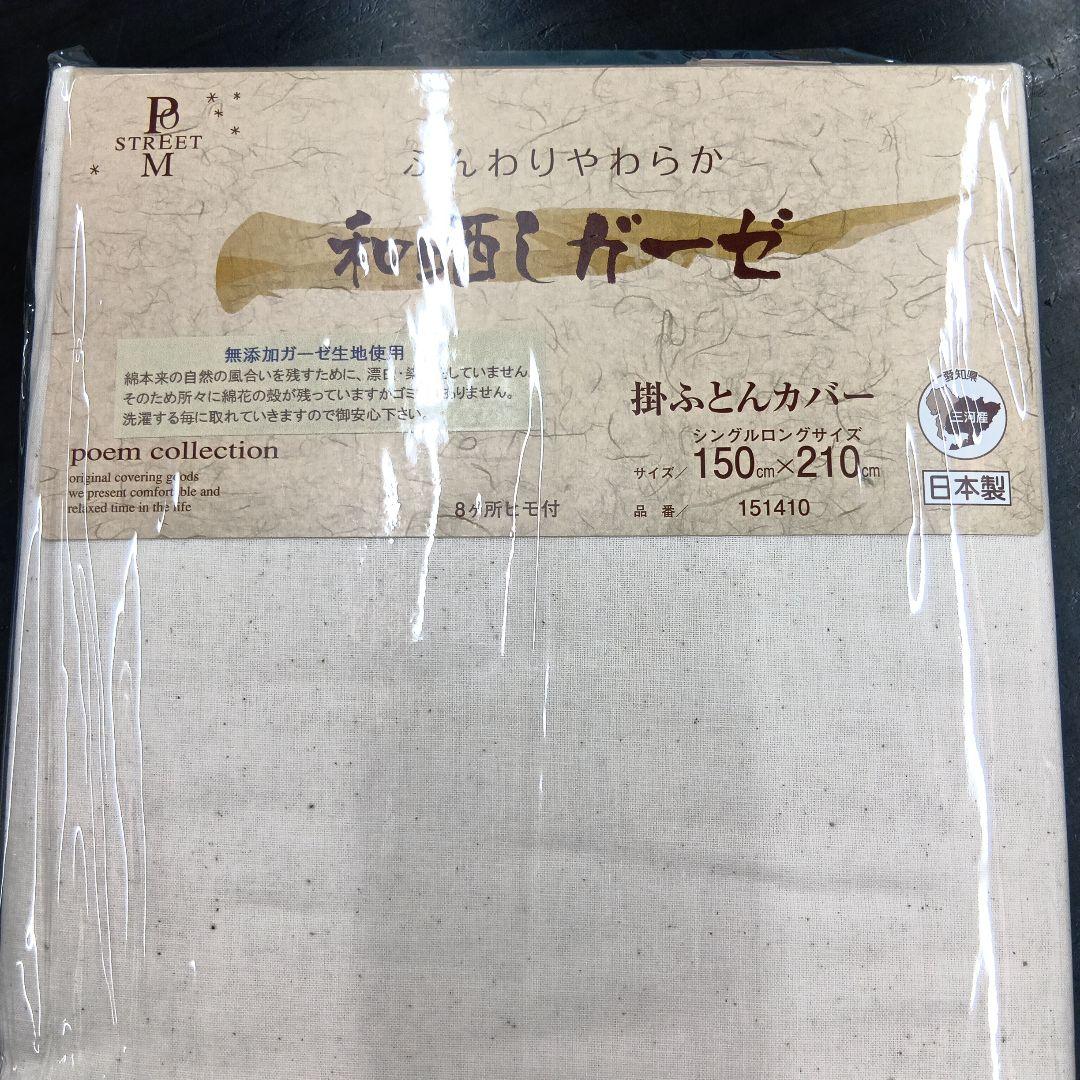 PO
STREET
M
ふんわりやわらか
和晒しガーゼ
無添加ガーゼ生地使用
綿本来の自然の風合いを残すために、漂白・染 していません
そのため所々に綿花の殻が残っていますがゴミ ありません。
洗濯する毎に取れていきますので御安心下さい。
poem collection
original covering goods
we present comfortable and
relaxed time in the life
8ヶ所ヒモ付
掛ふとんカバー
シングルロングサイズ
サイズ/150cm×210cm
品 番/ 151410
愛知県
三河産
日本製